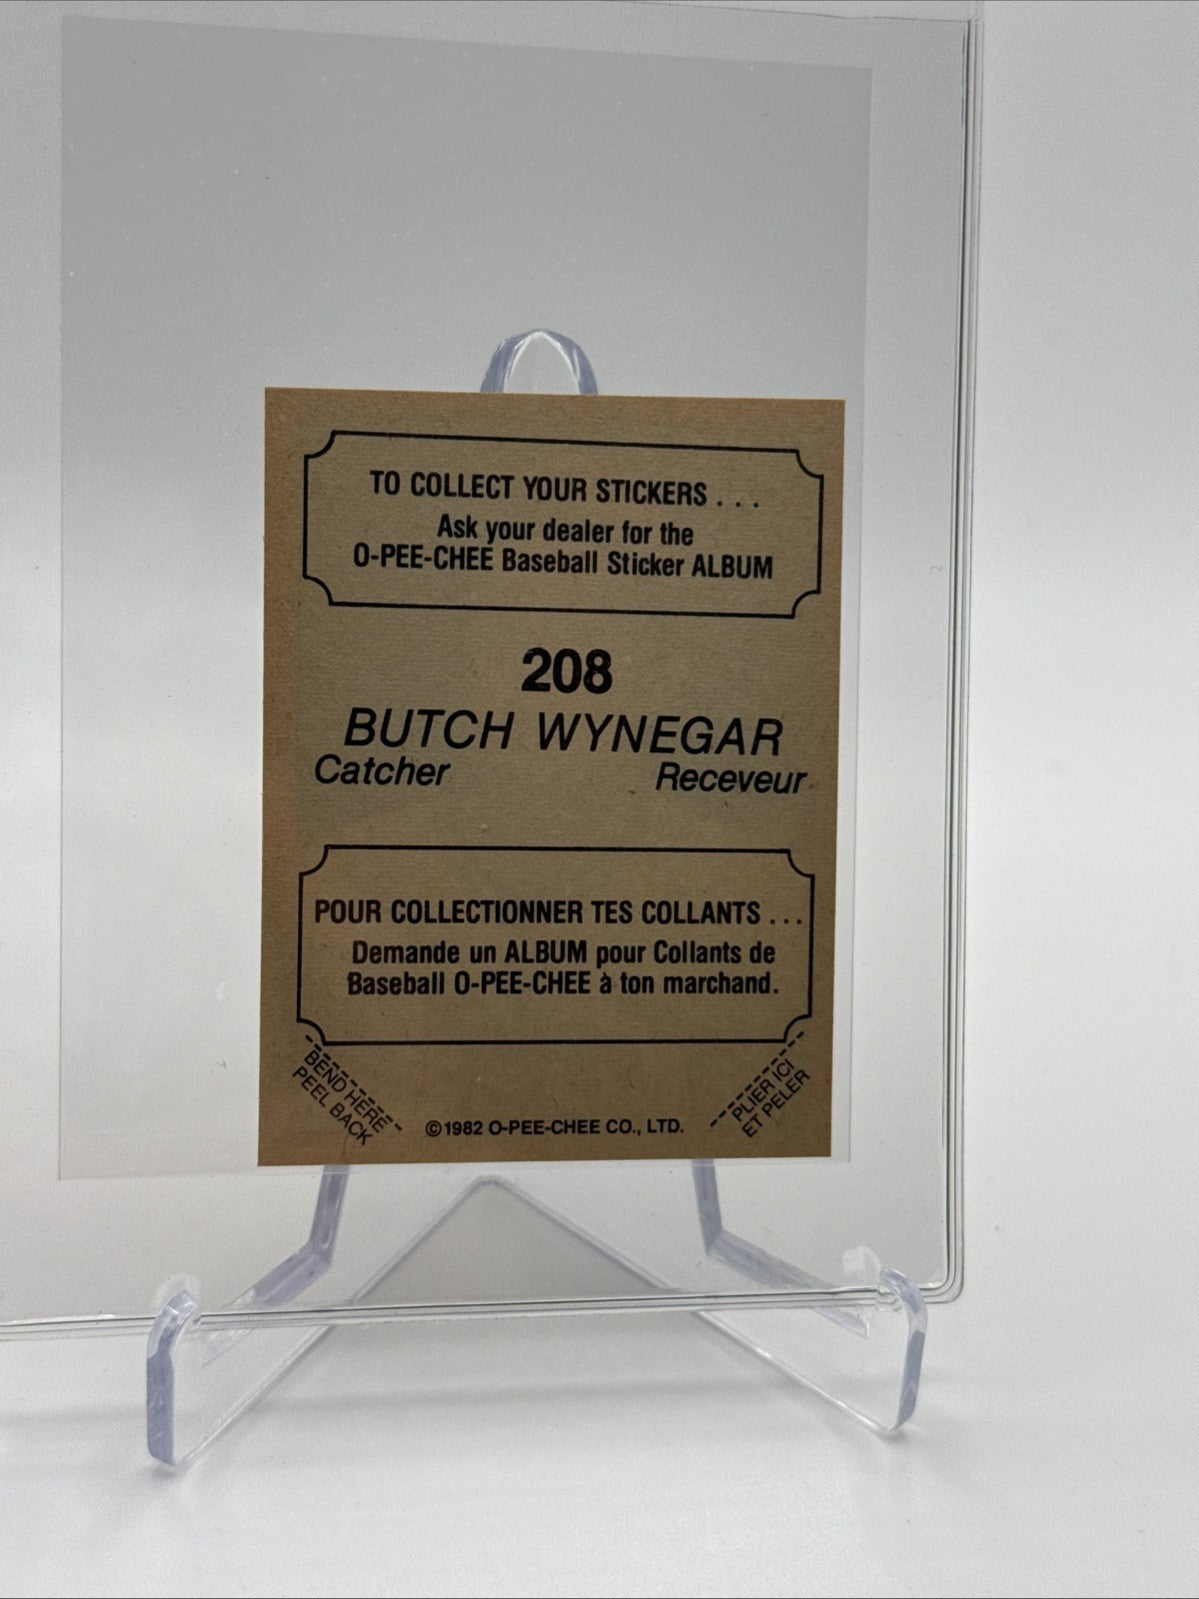 TO COLLECT YOUR STICKERS . . .
Ask your dealer for the
O-PEE-CHEE Baseball Sticker ALBUM
208
BUTCH WYNEGAR
Catcher Receveur
POUR COLLECTIONNER TES COLLANTS . . .
Demande un ALBUM pour Collants de
Baseball O-PEE-CHEE à ton marchand.
BEND HERE
PEEL BACK
©1982 O-PEE-CHEE CO., LTD.
PLIER ICI
ET PELER